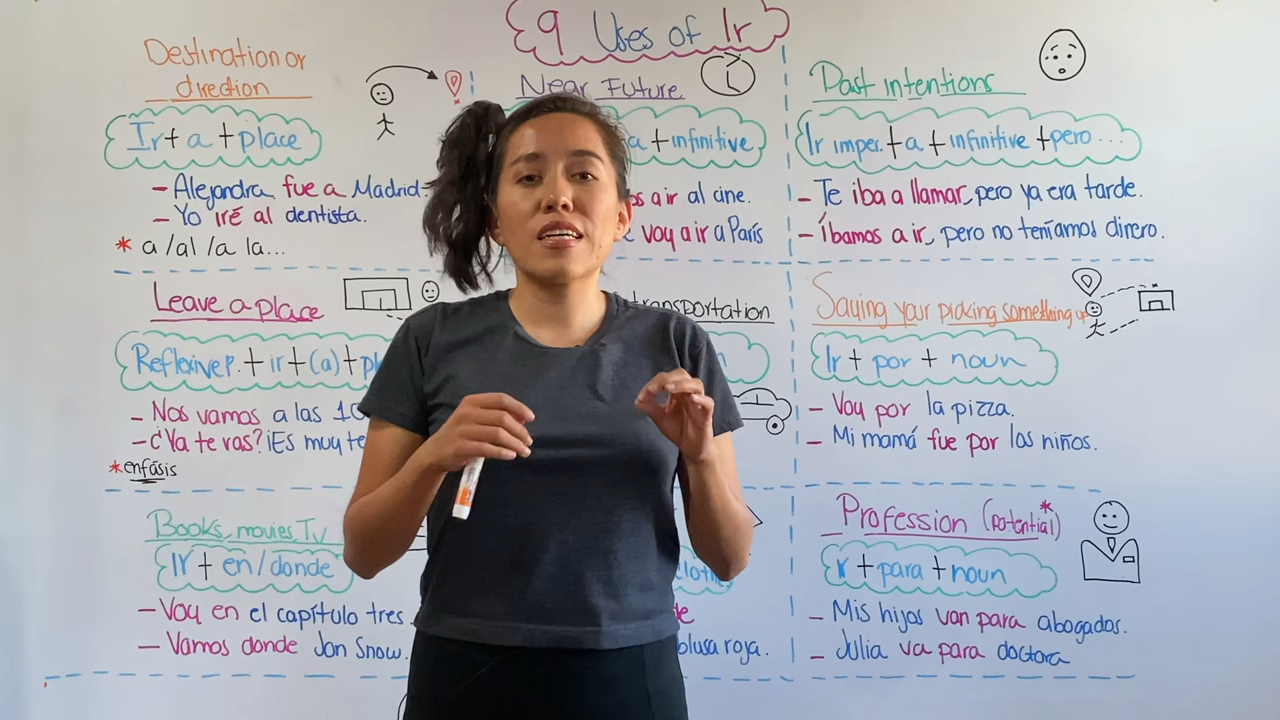 9 Uses of Ir
Destination or
direction
Ir + a + place
- Alejandra fue a Madrid.
- Yo iré al dentista.
* a /al /a la...
Near Future
a + infinitive
a ir al cine.
voy a ir a París
Past intentions
Ir imper. + a + infinitive + pero ...
- Te iba a llamar, pero ya era tarde.
- Íbamos a ir, pero no teníamos dinero.
Leave a place
Reflexive P. + ir + (a) +
- Nos vamos a las
- ¿Ya te vas? ¡Es muy
* enfásis
transportation
Saying your picking something
Ir + por + noun
- Voy por la pizza.
- Mi mamá fue por los niños.
Books, movies, TV
Ir + en / donde
- Voy en el capítulo tres.
- Vamos donde Jon Snow.
blusa roja.
Profession (potential) *
Ir + para + noun
- Mis hijos van para abogados.
- Julia va para doctora